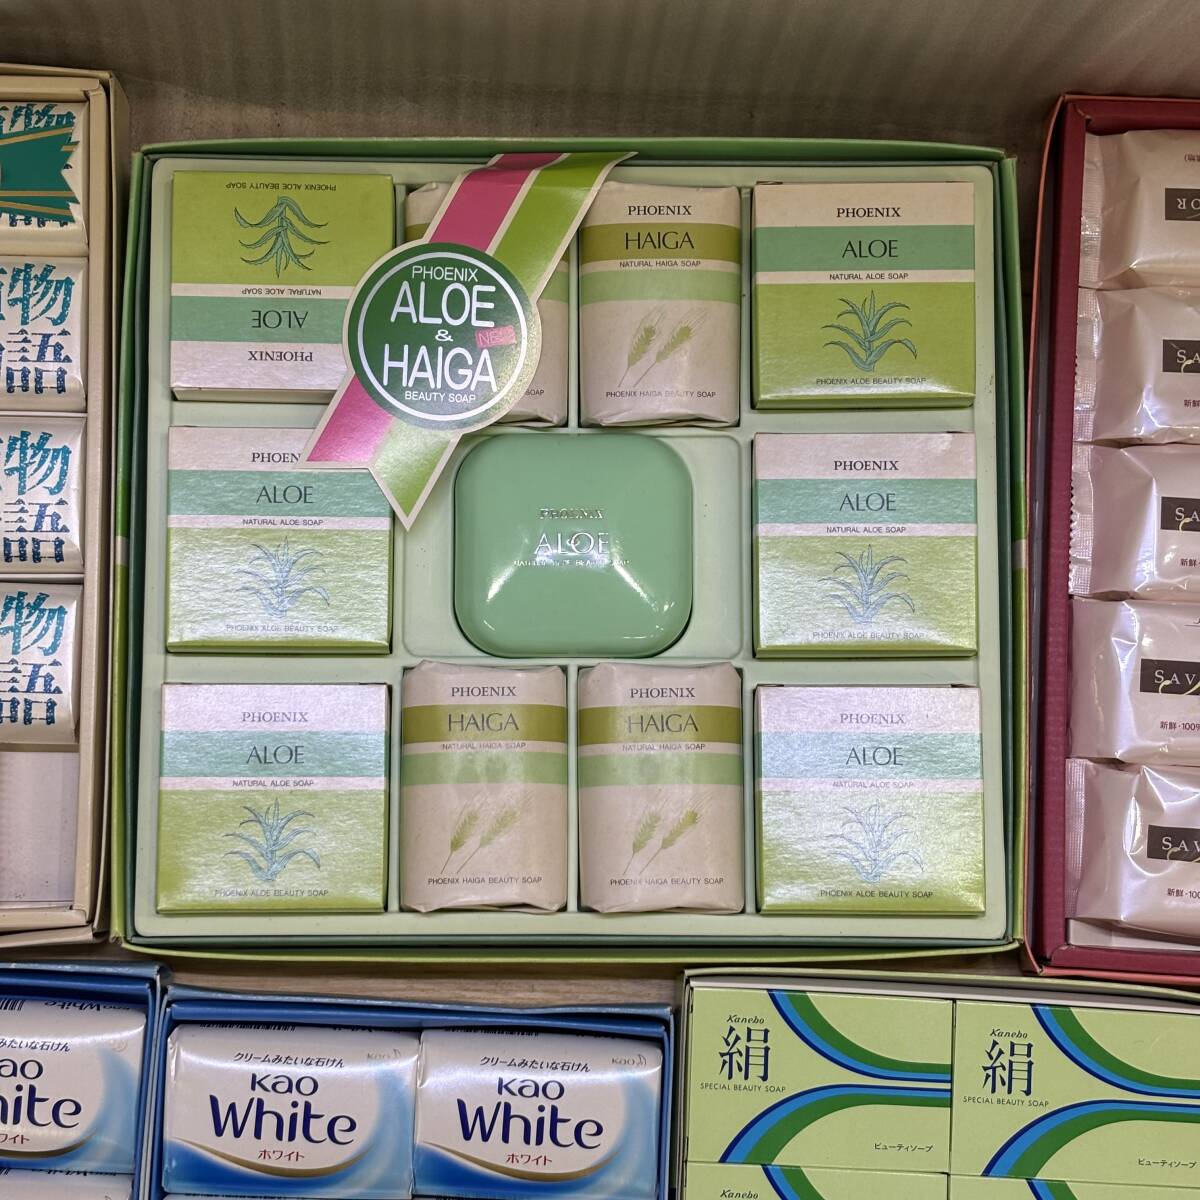 物
語
物
語
物
語
PHOENIX ALOE BEAUTY SOAP
NATURAL ALOE SOAP
ALOE
PHOENIX
PHOENIX
ALOE
&
HAIGA
BEAUTY SOAP
PHOENIX
HAIGA
NATURAL HAIGA SOAP
PHOENIX HAIGA BEAUTY SOAP
PHOENIX
ALOE
NATURAL ALOE SOAP
PHOENIX ALOE BEAUTY SOAP
ALOE
NATURAL ALOE SOAP
PHOENIX ALOE BEAUTY SOAP
PHOENIX
ALOE
PHOENIX
ALOE
NATURAL ALOE SOAP
PHOENIX ALOE BEAUTY SOAP
PHOENIX
ALOE
NATURAL ALOE SOAP
PHOENIX ALOE BEAUTY SOAP
PHOENIX
HAIGA
NATURAL HAIGA SOAP
PHOENIX HAIGA BEAUTY SOAP
PHOENIX
HAIGA
NATURAL HAIGA SOAP
PHOENIX HAIGA BEAUTY SOAP
PHOENIX
ALOE
NATURAL ALOE SOAP
PHOENIX ALOE BEAUTY SOAP
新鮮
新鮮・
SAV
新鮮・100%
SAV
新鮮・100
クリームみたいな石けん
Kao
White
ホワイト
クリームみたいな石けん
Kao
White
ホワイト
Kanebo
絹
SPECIAL BEAUTY SOAP
ビューティソープ
Kanebo
絹
SPECIAL BEAUTY SOAP
ビューティソープ
Kanebo
Kanebo